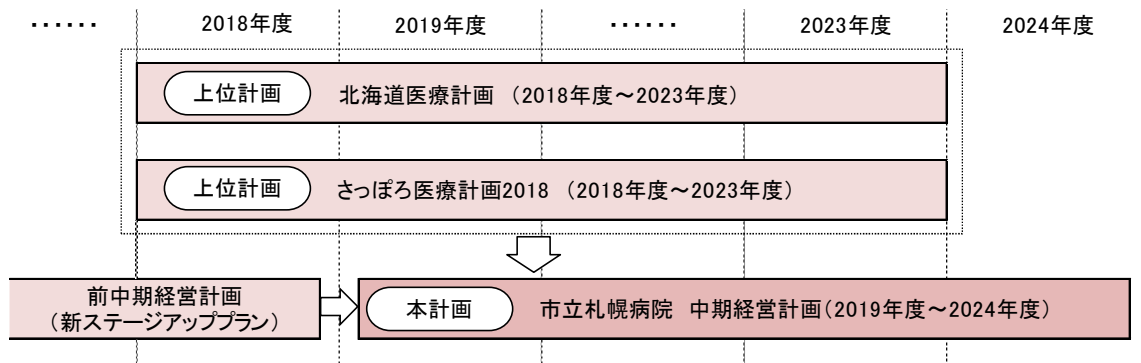 ‥‥‥ 2018年度 2019年度 ‥‥‥ 2023年度 2024年度
上位計画 北海道医療計画 （2018年度～2023年度）
上位計画 さっぽろ医療計画2018 （2018年度～2023年度）
前中期経営計画
（新ステージアッププラン）
本計画 市立札幌病院 中期経営計画（2019年度～2024年度）